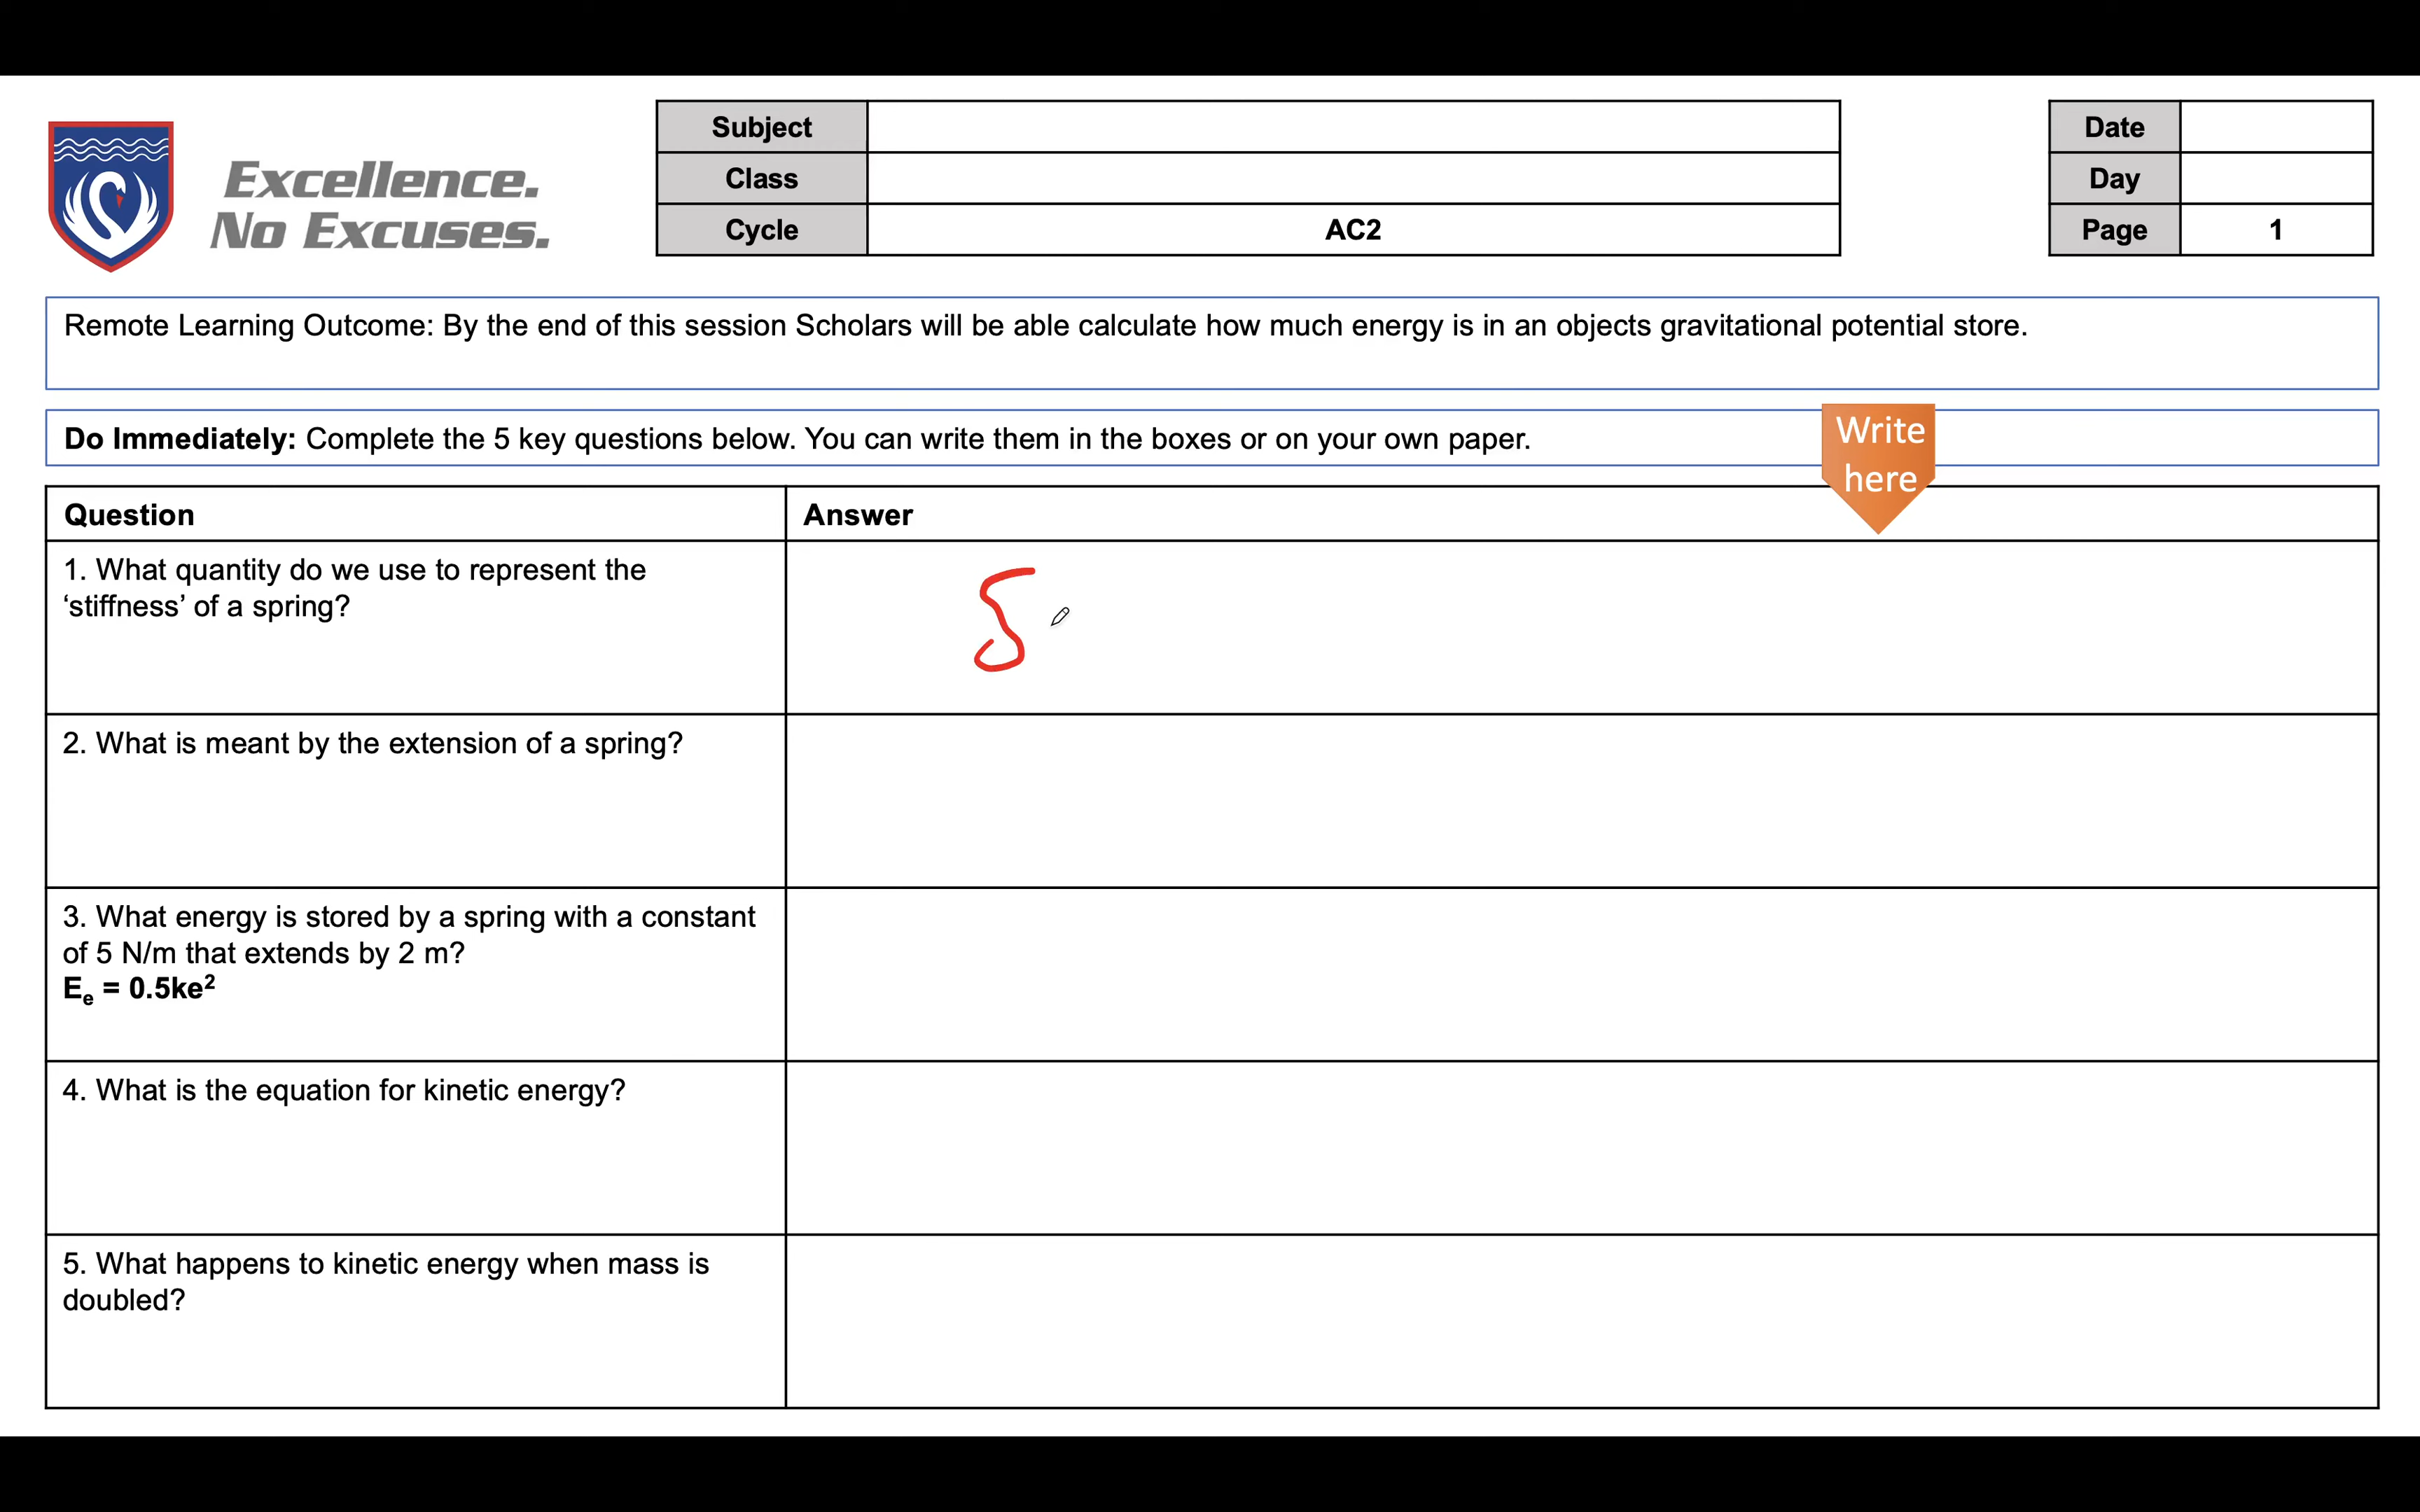 Excellence.
No Excuses.
Subject
Class
Cycle AC2
Date
Day
Page 1
Remote Learning Outcome: By the end of this session Scholars will be able calculate how much energy is in an objects gravitational potential store.
Do Immediately: Complete the 5 key questions below. You can write them in the boxes or on your own paper.
Write
here
Question Answer
1. What quantity do we use to represent the
‘stiffness’ of a spring?
S
2. What is meant by the extension of a spring?
3. What energy is stored by a spring with a constant
of 5 N/m that extends by 2 m?
Eₑ = 0.5ke²
4. What is the equation for kinetic energy?
5. What happens to kinetic energy when mass is
doubled?